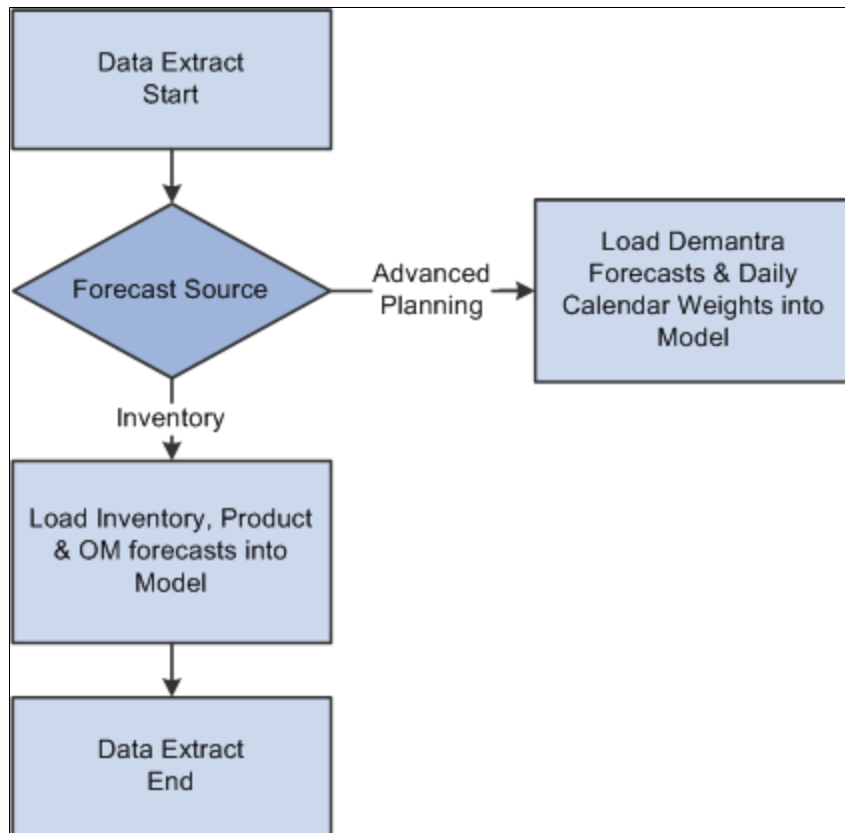 Data Extract
Start
Forecast Source
Advanced
Planning
Load Demantra
Forecasts & Daily
Calendar Weights into
Model
Inventory
Load Inventory, Product
& OM forecasts into
Model
Data Extract
End